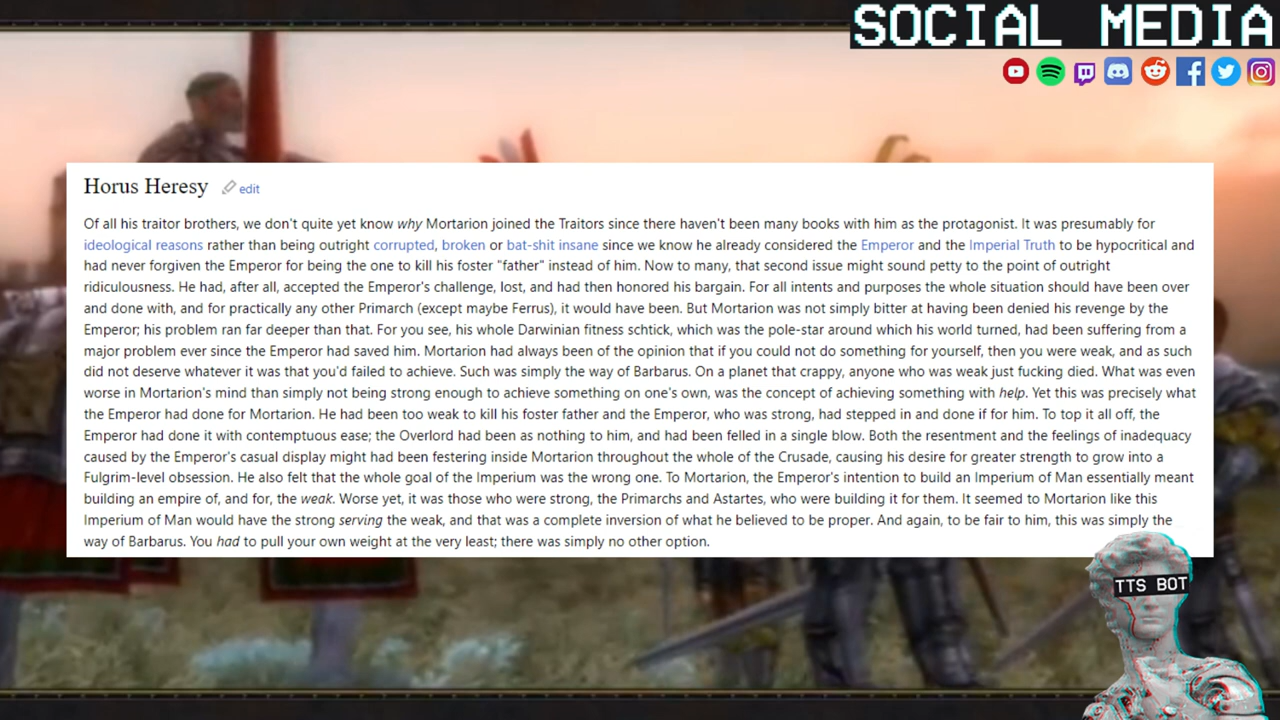 SOCIAL MEDIA
Horus Heresy edit
Of all his traitor brothers, we don't quite yet know why Mortarion joined the Traitors since there haven't been many books with him as the protagonist. It was presumably for
ideological reasons rather than being outright corrupted, broken or bat-shit insane since we know he already considered the Emperor and the Imperial Truth to be hypocritical and
had never forgiven the Emperor for being the one to kill his foster "father" instead of him. Now to many, that second issue might sound petty to the point of outright
ridiculousness. He had, after all, accepted the Emperor's challenge, lost, and had then honored his bargain. For all intents and purposes the whole situation should have been over
and done with, and for practically any other Primarch (except maybe Ferrus), it would have been. But Mortarion was not simply bitter at having been denied his revenge by the
Emperor; his problem ran far deeper than that. For you see, his whole Darwinian fitness schtick, which was the pole-star around which his world turned, had been suffering from a
major problem ever since the Emperor had saved him. Mortarion had always been of the opinion that if you could not do something for yourself, then you were weak, and as such
did not deserve whatever it was that you'd failed to achieve. Such was simply the way of Barbarus. On a planet that crappy, anyone who was weak just fucking died. What was even
worse in Mortarion's mind than simply not being strong enough to achieve something on one's own, was the concept of achieving something with help. Yet this was precisely what
the Emperor had done for Mortarion. He had been too weak to kill his foster father and the Emperor, who was strong, had stepped in and done if for him. To top it all off, the
Emperor had done it with contemptuous ease; the Overlord had been as nothing to him, and had been felled in a single blow. Both the resentment and the feelings of inadequacy
caused by the Emperor's casual display might had been festering inside Mortarion throughout the whole of the Crusade, causing his desire for greater strength to grow into a
Fulgrim-level obsession. He also felt that the whole goal of the Imperium was the wrong one. To Mortarion, the Emperor's intention to build an Imperium of Man essentially meant
building an empire of, and for, the weak. Worse yet, it was those who were strong, the Primarchs and Astartes, who were building it for them. It seemed to Mortarion like this
Imperium of Man would have the strong serving the weak, and that was a complete inversion of what he believed to be proper. And again, to be fair to him, this was simply the
way of Barbarus. You had to pull your own weight at the very least; there was simply no other option.
TTS BOT